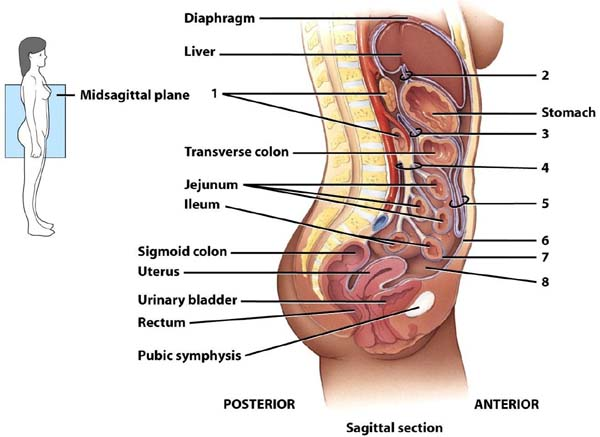 Diaphragm
Liver
2
Midsagittal plane
1
Stomach
3
Transverse colon
4
Jejunum
Ileum
5
6
Sigmoid colon
7
Uterus
8
Urinary bladder
Rectum
Pubic symphysis
POSTERIOR
ANTERIOR
Sagittal section